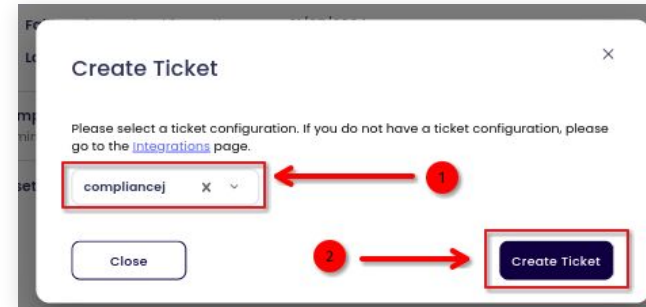 Create Ticket
Please select a ticket configuration. If you do not have a ticket configuration, please
go to the Integrations page.
compliancej
1
Close
2
Create Ticket